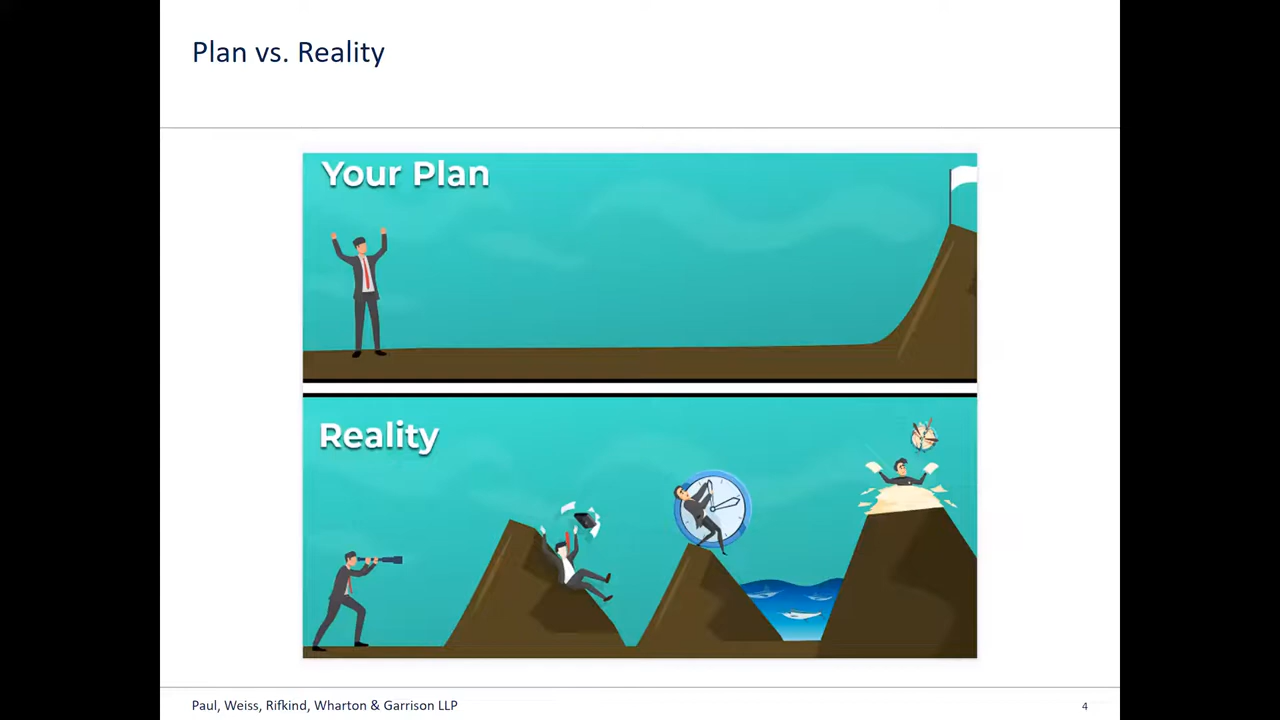 Plan vs. Reality
Your Plan
Reality
Paul, Weiss, Rifkind, Wharton & Garrison LLP
4